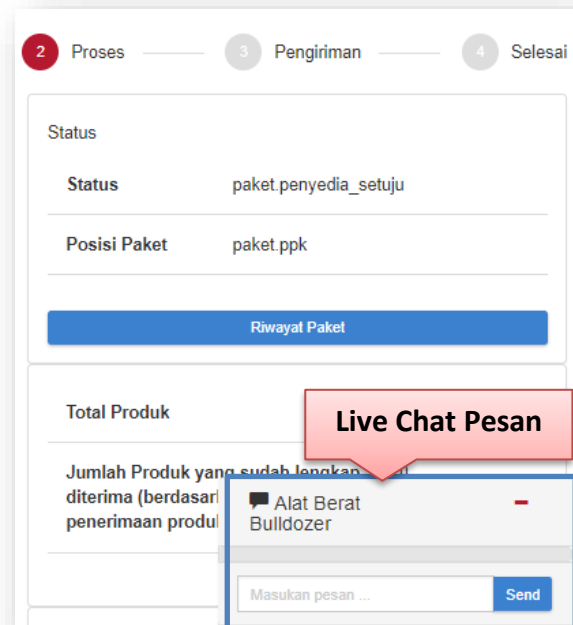 2 Proses 3 Pengiriman 4 Selesai
Status
Status paket.penyedia_setuju
Posisi Paket paket.ppk
Riwayat Paket
Total Produk
Live Chat Pesan
Jumlah Produk yang sudah lengkap
diterima (berdasar
penerimaan produ
Alat Berat
Bulldozer
Masukan pesan ...
Send